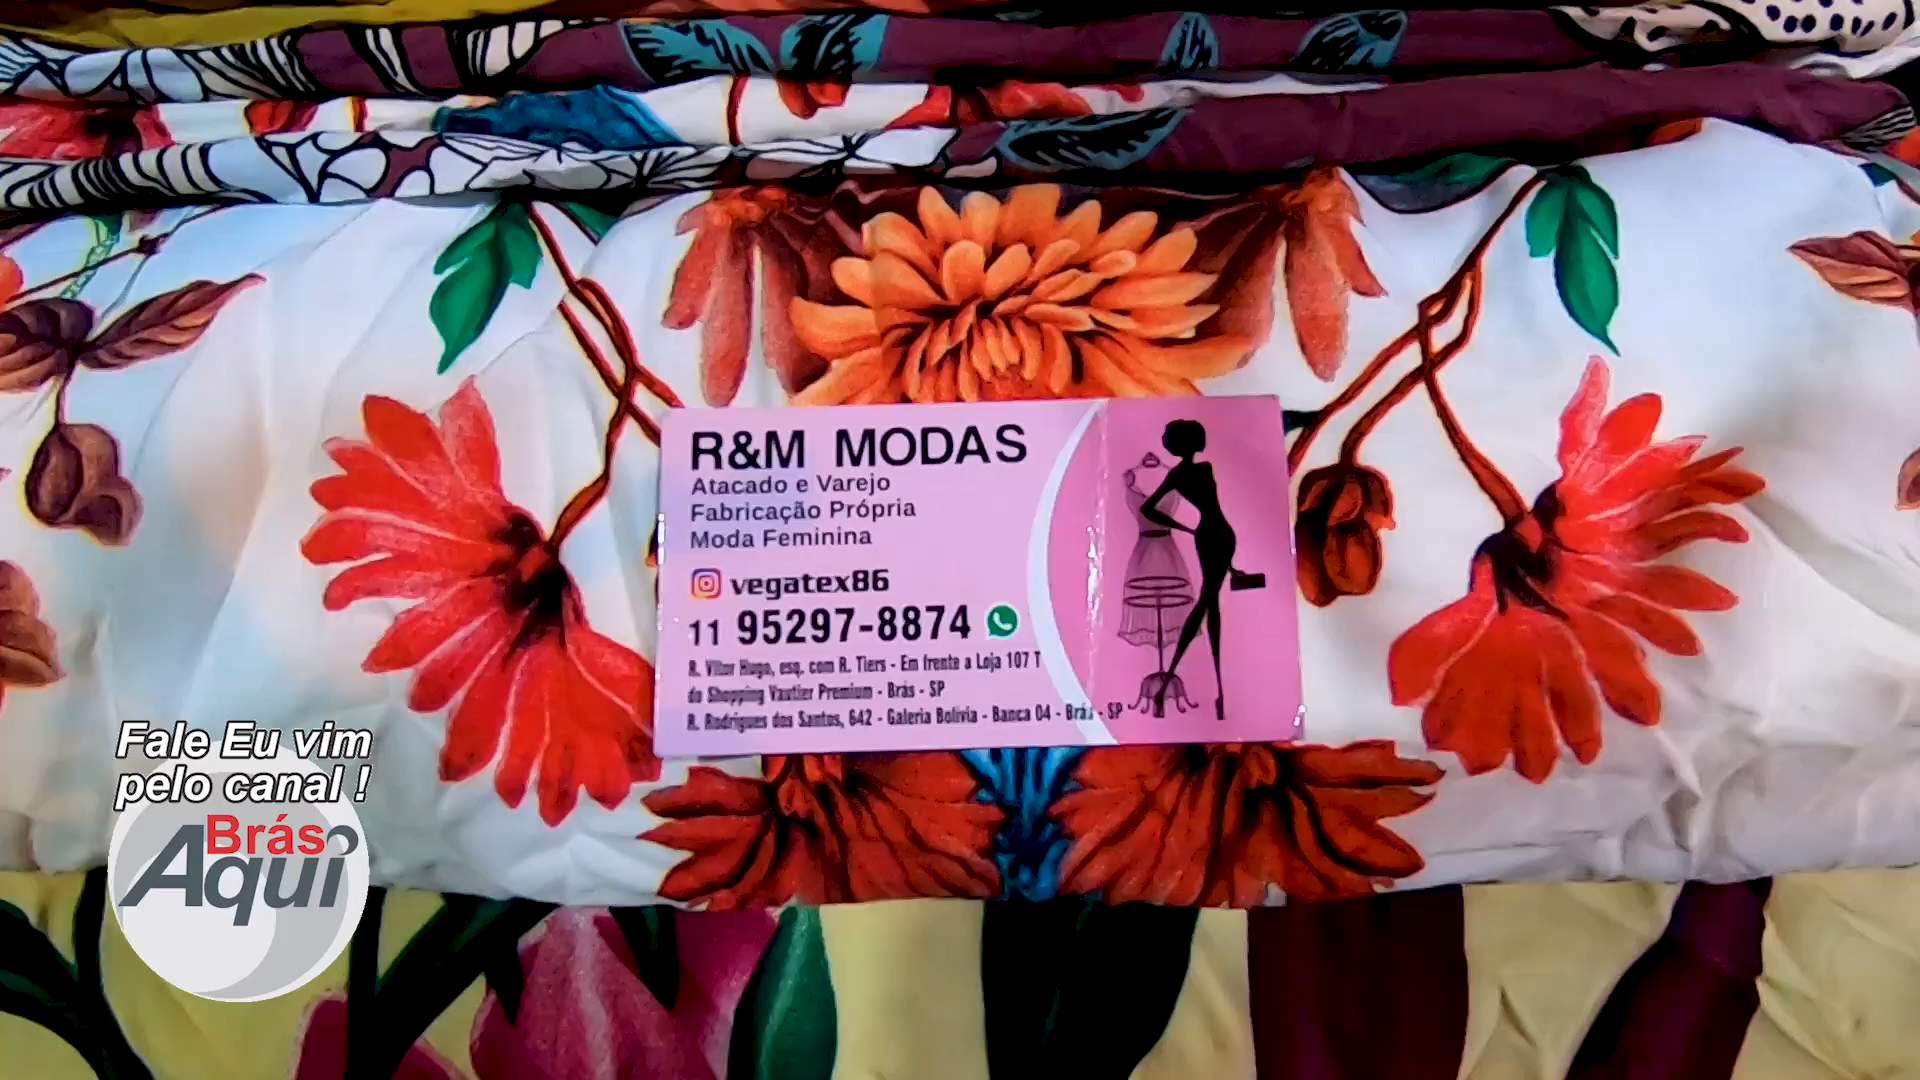 R&M MODAS
Atacado e Varejo
Fabricação Própria
Moda Feminina
vegatex86
11 95297-8874
R. Vitor Hugo, esq. com R. Tiers - Em frente a Loja 107 T
do Shopping Vautier Premium - Brás - SP
R. Rodrigues dos Santos, 642 - Galeria Bolívia - Banca 04 - Brás - SP
Fale Eu vim
pelo canal !
Brás
Aqui